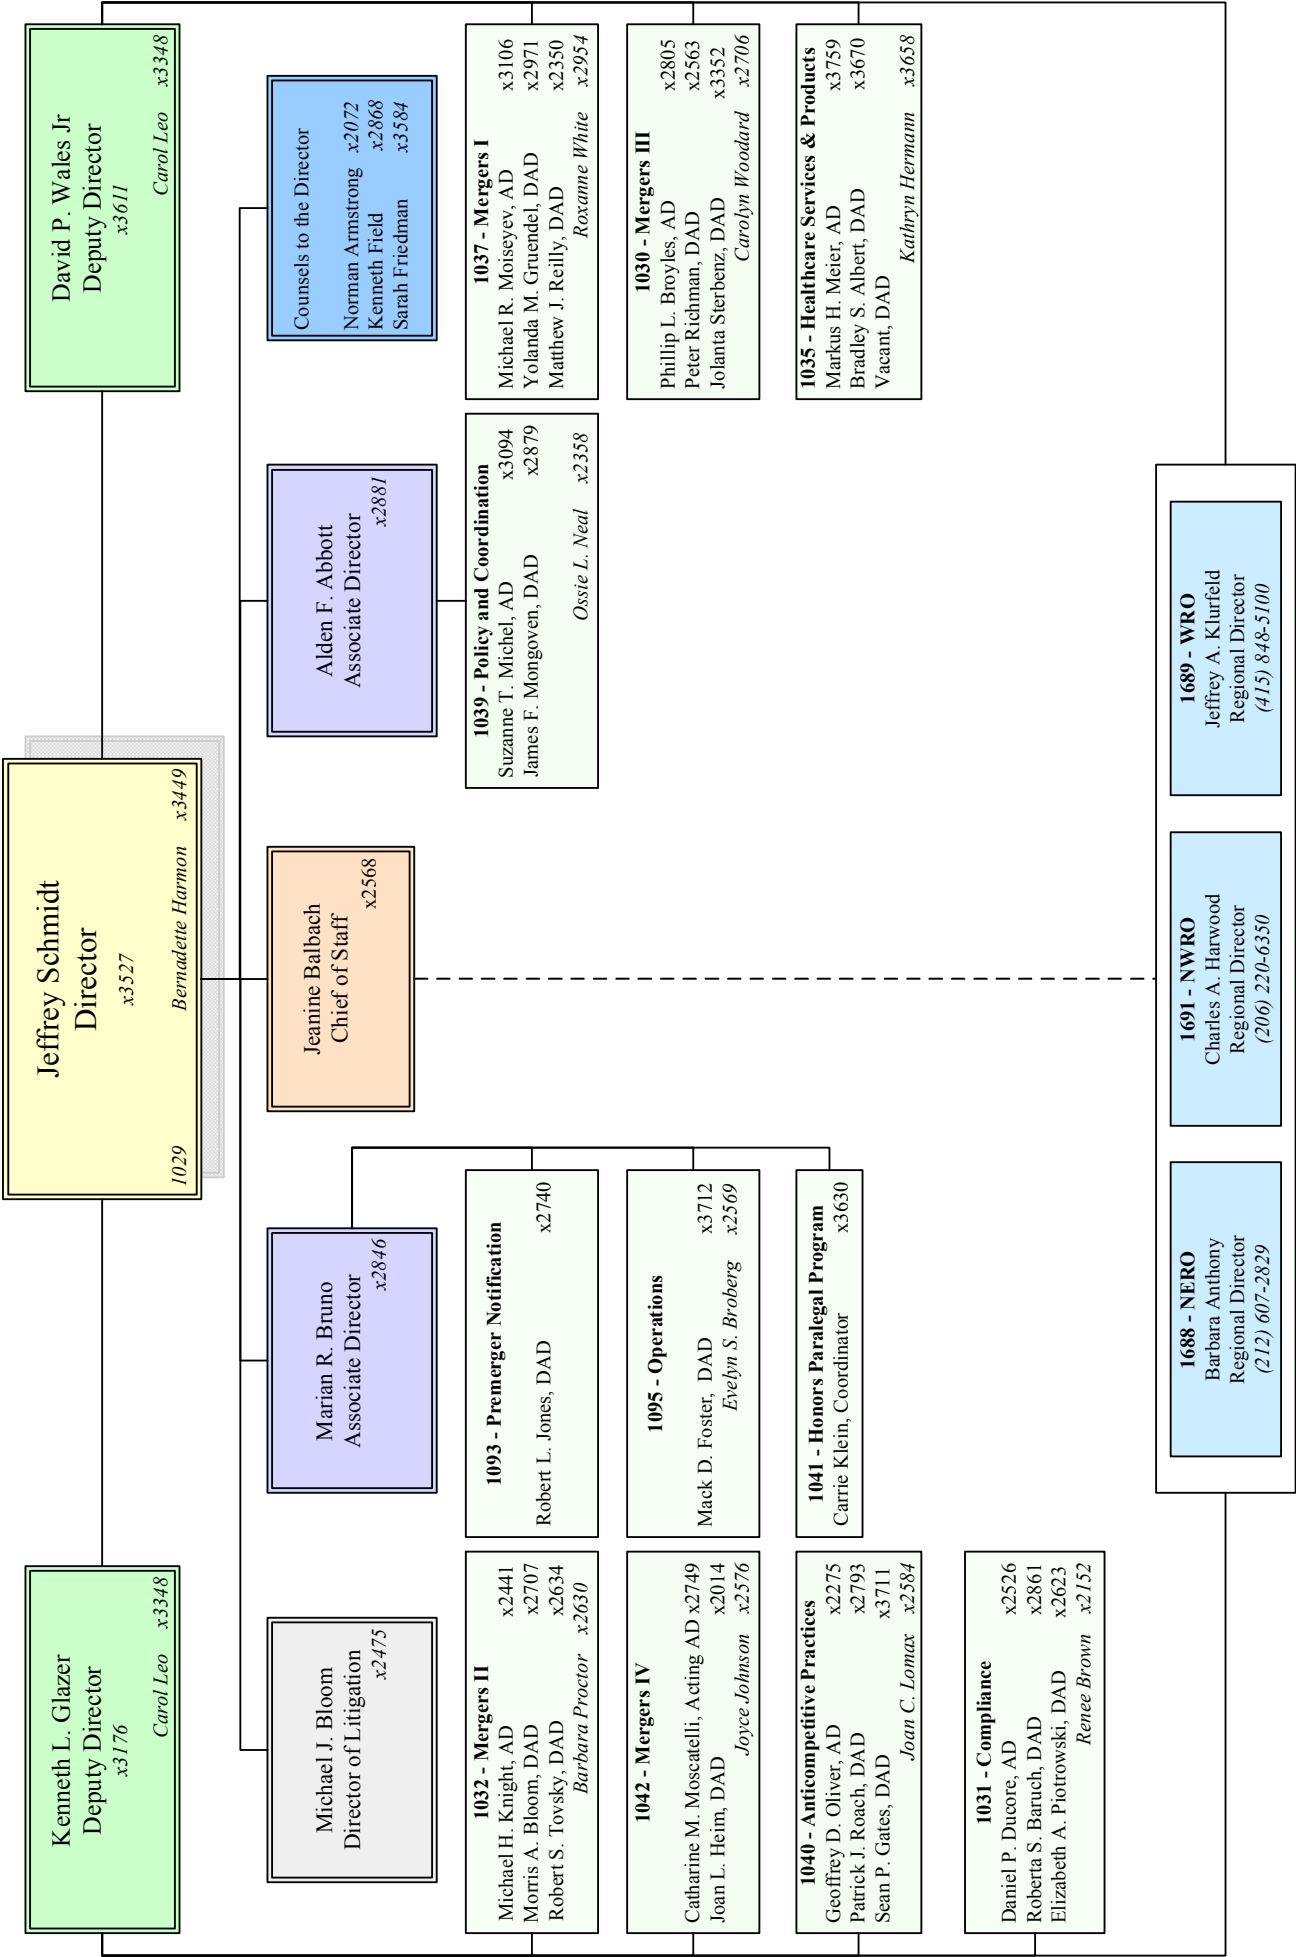 Jeffrey Schmidt
Director
x3527
1029 Bernadette Harmon x3449
Kenneth L. Glazer
Deputy Director
x3176
Carol Leo x3348
David P. Wales Jr
Deputy Director
x3611
Carol Leo x3348
Michael J. Bloom
Director of Litigation
x2475
Marian R. Bruno
Associate Director
x2846
Jeanine Balbach
Chief of Staff
x2568
Alden F. Abbott
Associate Director
x2881
Counsels to the Director
Norman Armstrong x2072
Kenneth Field x2868
Sarah Friedman x3584
1032 - Mergers II
Michael H. Knight, AD x2441
Morris A. Bloom, DAD x2707
Robert S. Tovsky, DAD x2634
Barbara Proctor x2630
1093 - Premerger Notification
Robert L. Jones, DAD x2740
1039 - Policy and Coordination
Suzanne T. Michel, AD x3094
James F. Mongoven, DAD x2879
Ossie L. Neal x2358
1037 - Mergers I
Michael R. Moiseyev, AD x3106
Yolanda M. Gruendel, DAD x2971
Matthew J. Reilly, DAD x2350
Roxanne White x2954
1042 - Mergers IV
Catharine M. Moscatelli, Acting AD x2749
Joan L. Heim, DAD x2014
Joyce Johnson x2576
1095 - Operations
Mack D. Foster, DAD x3712
Evelyn S. Broberg x2569
1030 - Mergers III
Phillip L. Broyles, AD x2805
Peter Richman, DAD x2563
Jolanta Sterbenz, DAD x3352
Carolyn Woodard x2706
1040 - Anticompetitive Practices
Geoffrey D. Oliver, AD x2275
Patrick J. Roach, DAD x2793
Sean P. Gates, DAD x3711
Joan C. Lomax x2584
1041 - Honors Paralegal Program
Carrie Klein, Coordinator x3630
1035 - Healthcare Services & Products
Markus H. Meier, AD x3759
Bradley S. Albert, DAD x3670
Vacant, DAD
Kathryn Hermann x3658
1031 - Compliance
Daniel P. Ducore, AD x2526
Roberta S. Baruch, DAD x2861
Elizabeth A. Piotrowski, DAD x2623
Renee Brown x2152
1688 - NERO
Barbara Anthony
Regional Director
(212) 607-2829
1691 - NWRO
Charles A. Harwood
Regional Director
(206) 220-6350
1689 - WRO
Jeffrey A. Klurfeld
Regional Director
(415) 848-5100